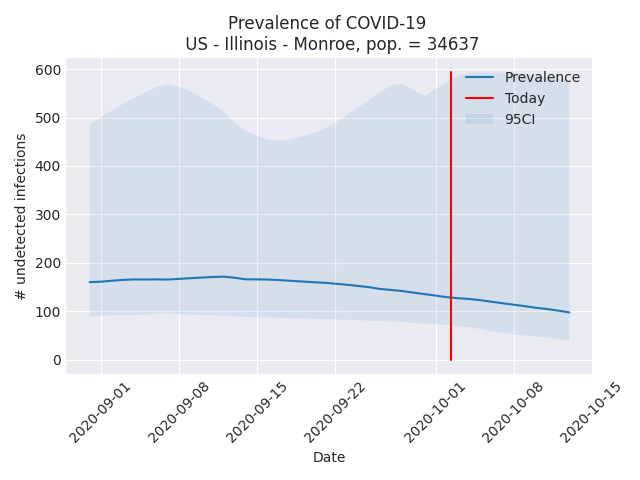 Prevalence of COVID-19
US - Illinois - Monroe, pop. = 34637
600
500
400
300
200
100
0
# undetected infections
Prevalence
Today
95CI
2020-09-01
2020-09-08
2020-09-15
2020-09-22
2020-10-01
2020-10-08
2020-10-15
Date